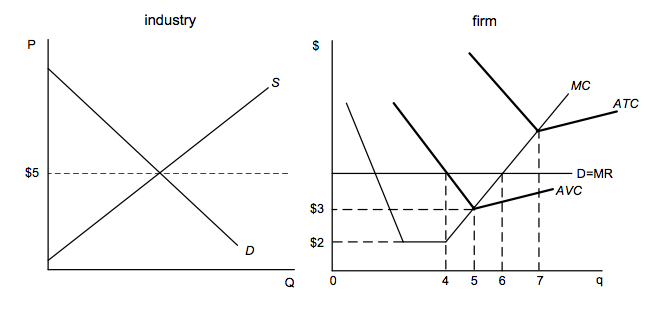 industry
P
S
$5
D
Q
firm
$
MC
ATC
D=MR
AVC
$3
$2
0
4
5
6
7
q